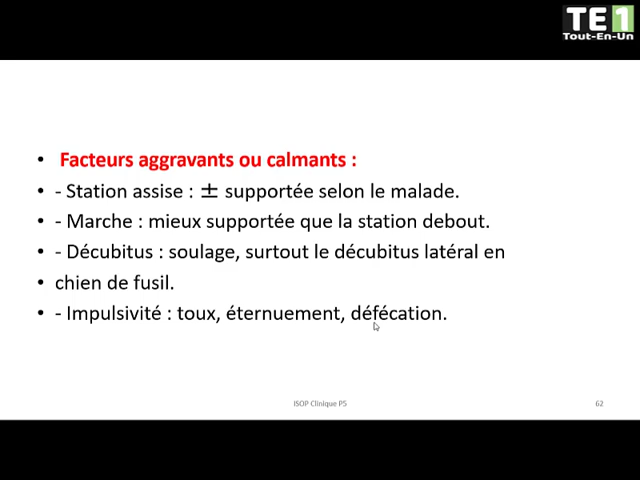 TE1
Tout-En-Un
• Facteurs aggravants ou calmants :
• - Station assise : ± supportée selon le malade.
• - Marche : mieux supportée que la station debout.
• - Décubitus : soulage, surtout le décubitus latéral en
• chien de fusil.
• - Impulsivité : toux, éternuement, défécation.
ISOP Clinique P5
62